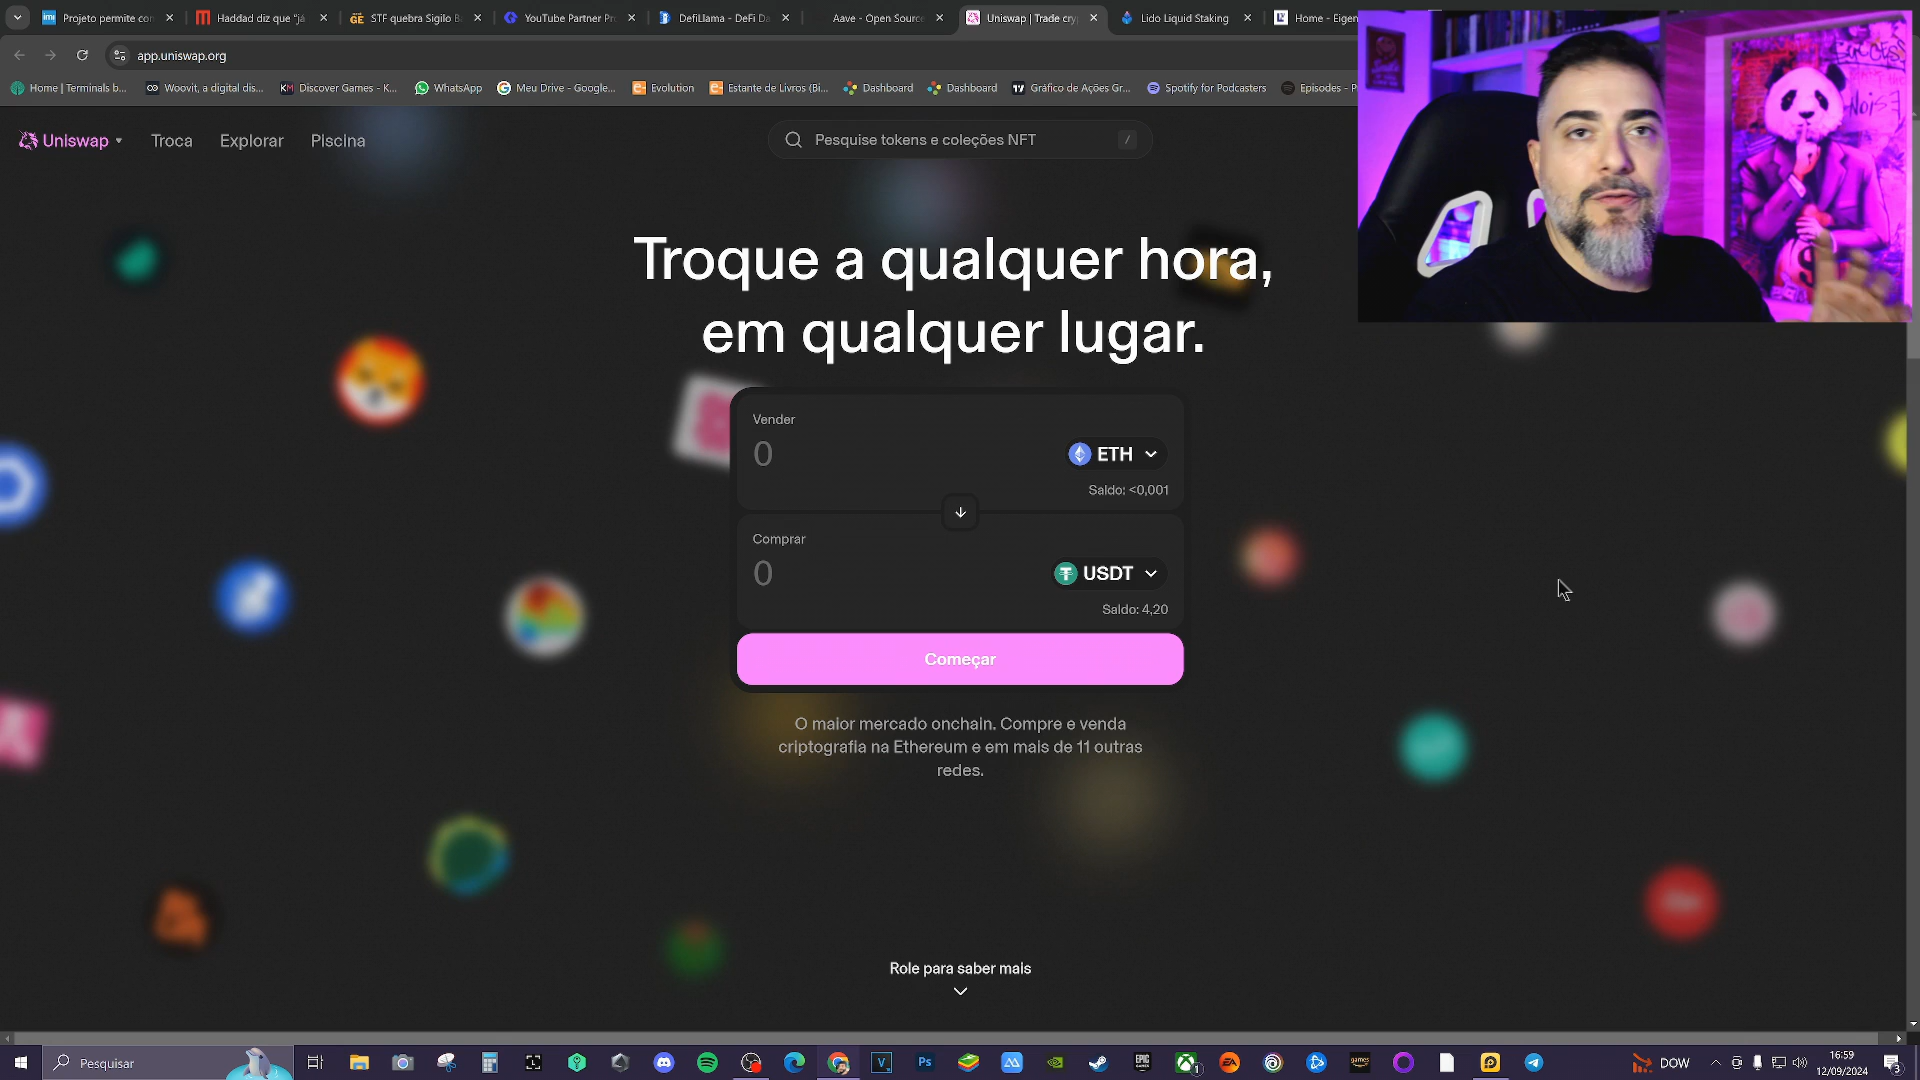 Projeto permite con
Haddad diz que "já
STF quebra Sigilo B
YouTube Partner Pr
DefiLlama - DeFi Da
Aave - Open Source
Uniswap | Trade cry
Lido Liquid Staking
Home - Eigen
app.uniswap.org
Home | Terminals b...
Woovit, a digital dis...
Discover Games - K...
WhatsApp
Meu Drive - Google...
Evolution
Estante de Livros (Bi...
Dashboard
Dashboard
Gráfico de Ações Gr...
Spotify for Podcasters
Episodes - P
Uniswap
Troca
Explorar
Piscina
Pesquise tokens e coleções NFT
/
Troque a qualquer hora,
em qualquer lugar.
Vender
0
ETH
Saldo: <0,001
Comprar
0
USDT
Saldo: 4,20
Começar
O maior mercado onchain. Compre e venda
criptografia na Ethereum e em mais de 11 outras
redes.
Role para saber mais
Pesquisar
DOW
16:59
12/09/2024